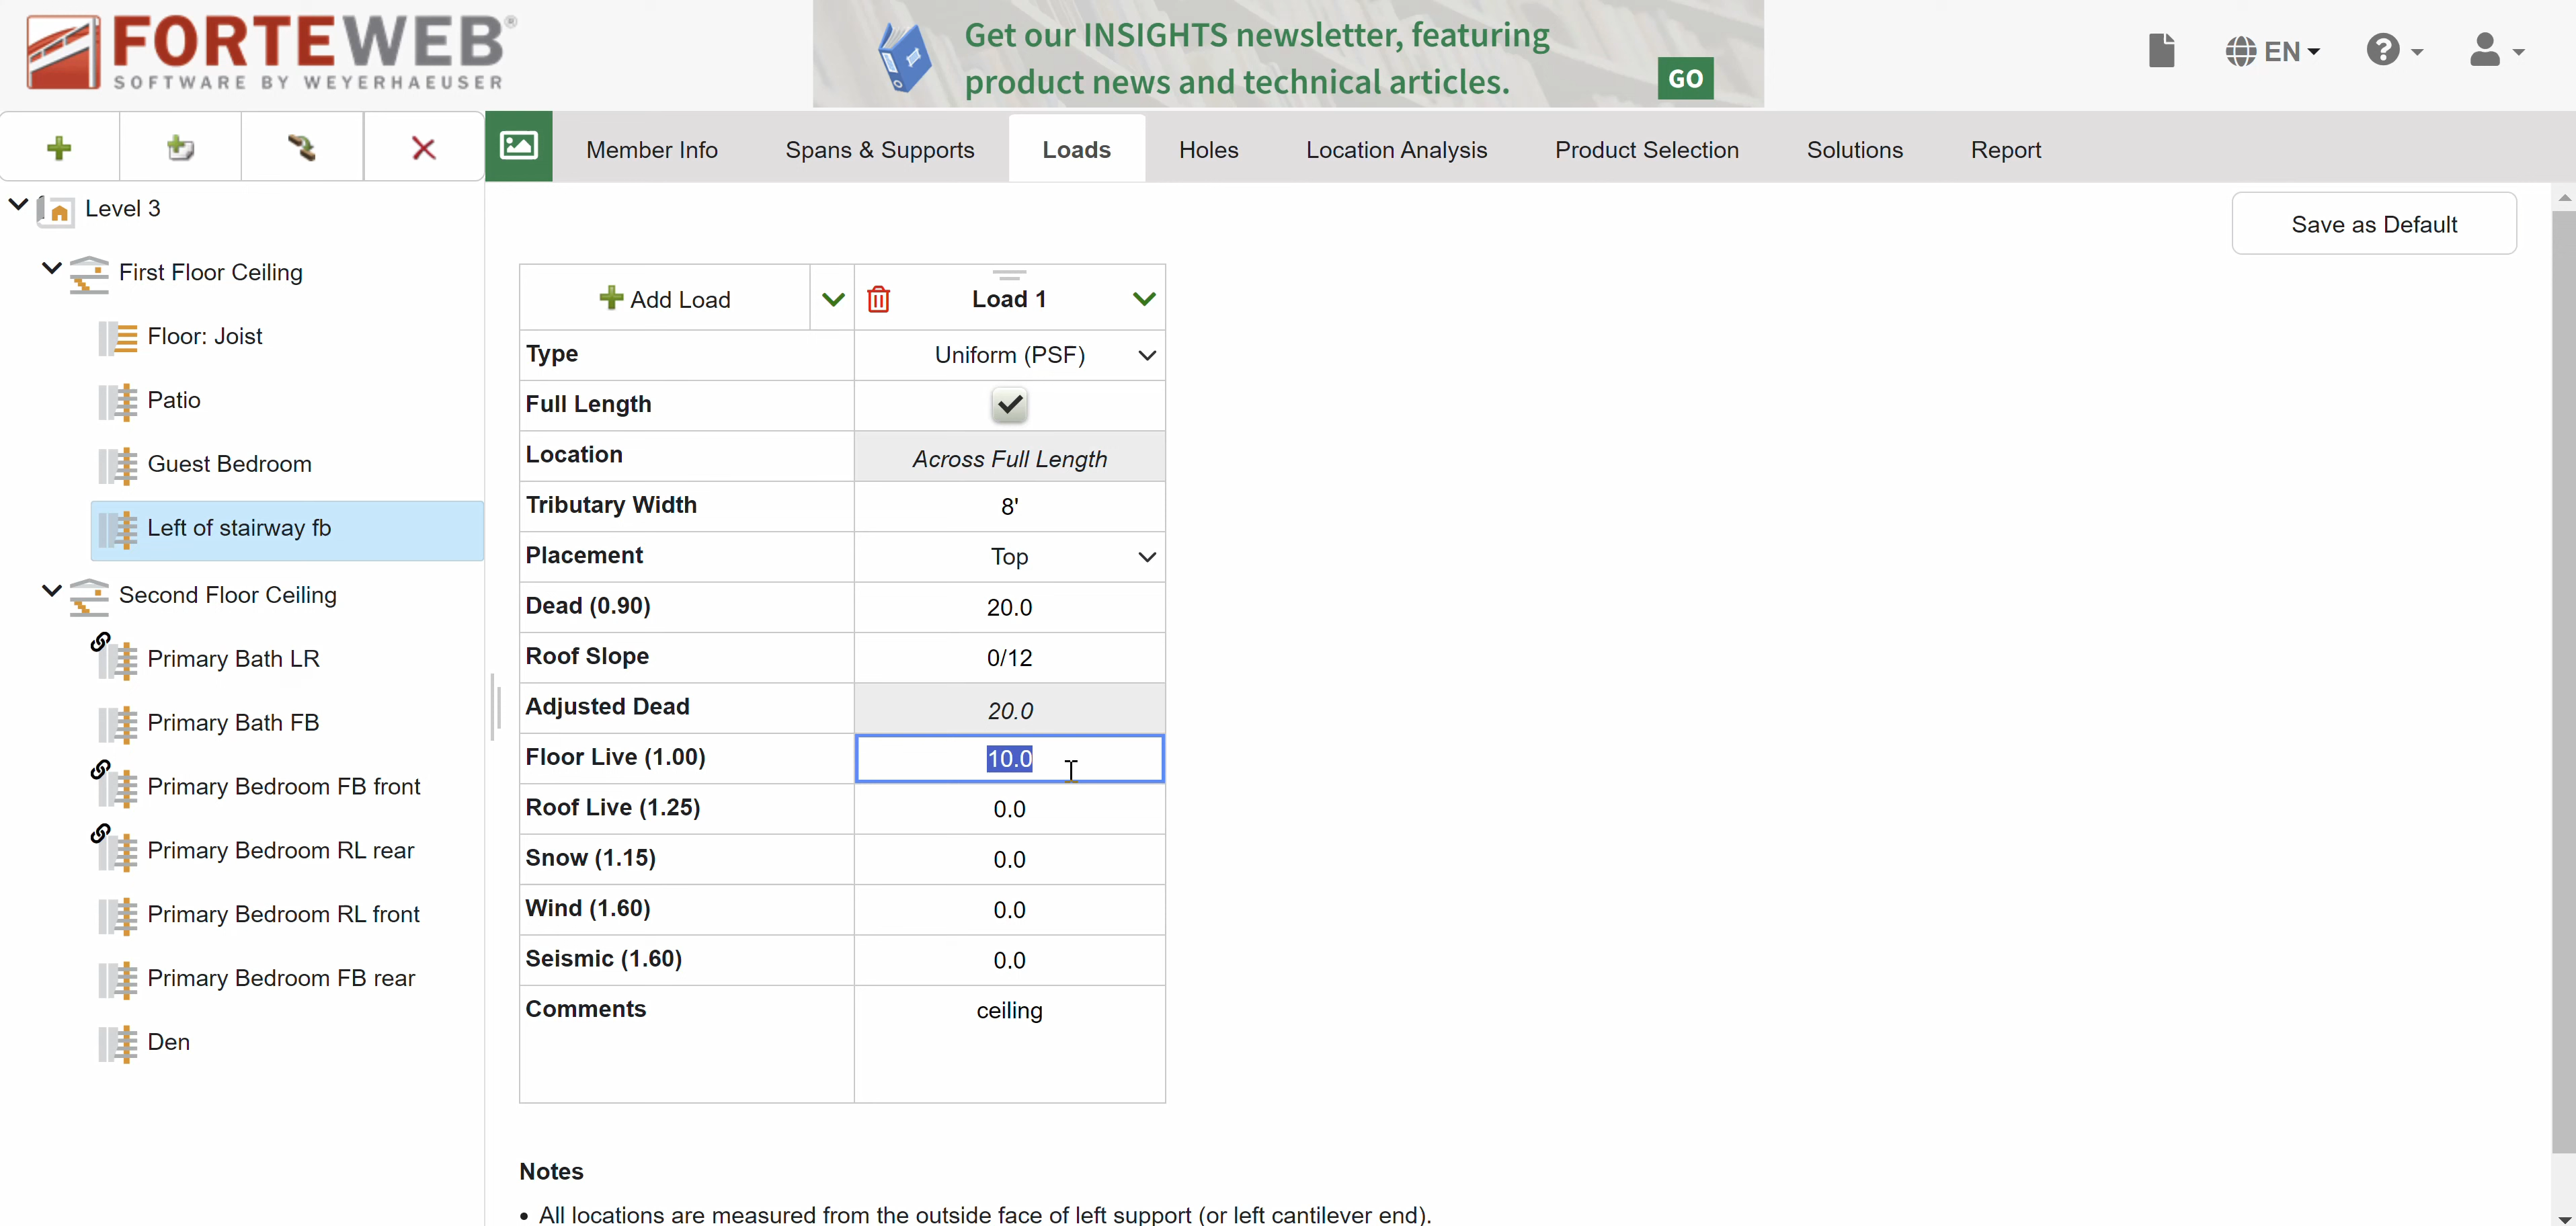 FORTEWEB®
SOFTWARE BY WEYERHAEUSER
Get our INSIGHTS newsletter, featuring
product news and technical articles.
GO
EN
Member Info
Spans & Supports
Loads
Holes
Location Analysis
Product Selection
Solutions
Report
Level 3
First Floor Ceiling
Floor: Joist
Patio
Guest Bedroom
Left of stairway fb
Second Floor Ceiling
Primary Bath LR
Primary Bath FB
Primary Bedroom FB front
Primary Bedroom RL rear
Primary Bedroom RL front
Primary Bedroom FB rear
Den
Save as Default
Add Load
Load 1
Type Uniform (PSF)
Full Length
Location Across Full Length
Tributary Width 8'
Placement Top
Dead (0.90) 20.0
Roof Slope 0/12
Adjusted Dead 20.0
Floor Live (1.00) 10.0
Roof Live (1.25) 0.0
Snow (1.15) 0.0
Wind (1.60) 0.0
Seismic (1.60) 0.0
Comments ceiling
Notes
• All locations are measured from the outside face of left support (or left cantilever end).